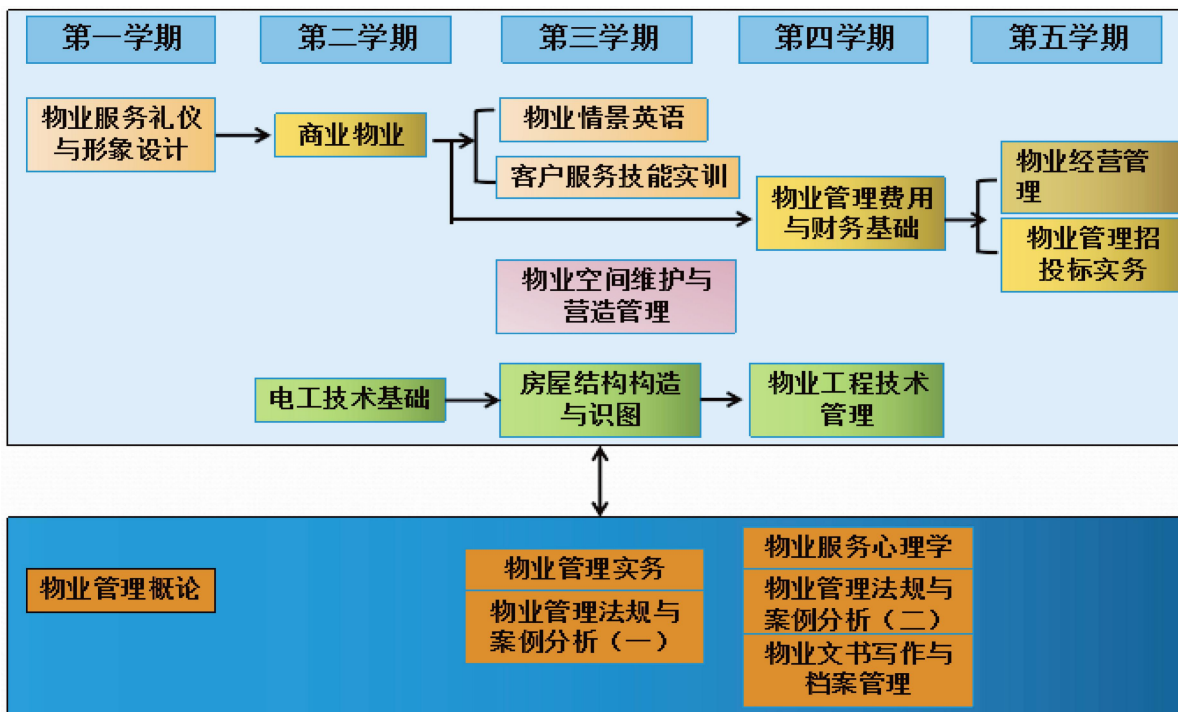 第一学期
第二学期
第三学期
第四学期
第五学期
物业服务礼仪
与形象设计
商业物业
物业情景英语
客户服务技能实训
物业管理费用
与财务基础
物业经营管
理
物业管理招
投标实务
物业空间维护与
营造管理
电工技术基础
房屋结构构造
与识图
物业工程技术
管理
物业管理概论
物业管理实务
物业管理法规与
案例分析（一）
物业服务心理学
物业管理法规与
案例分析（二）
物业文书写作与
档案管理